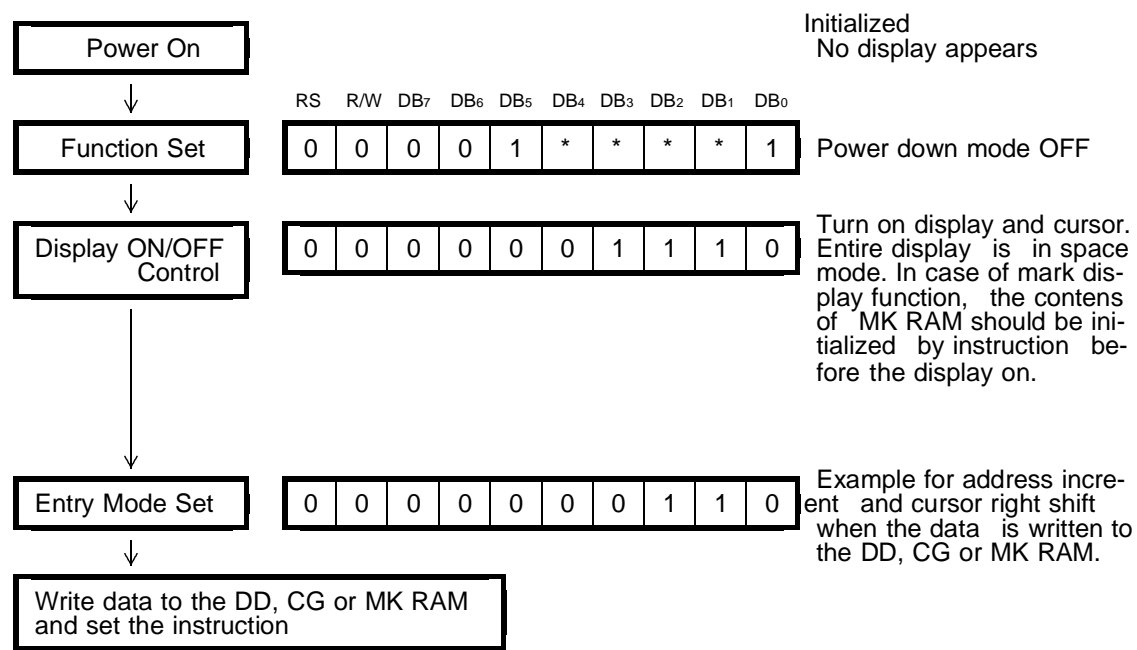 Power On
Initialized
No display appears
RS R/W DB7 DB6 DB5 DB4 DB3 DB2 DB1 DB0
Function Set
0 0 0 0 1 * * * * 1
Power down mode OFF
Display ON/OFF
Control
0 0 0 0 0 0 1 1 1 0
Turn on display and cursor.
Entire display is in space
mode. In case of mark dis-
play function, the contens
of MK RAM should be ini-
tialized by instruction be-
fore the display on.
Entry Mode Set
0 0 0 0 0 0 0 1 1 0
Example for address incre-
ent and cursor right shift
when the data is written to
the DD, CG or MK RAM.
Write data to the DD, CG or MK RAM
and set the instruction